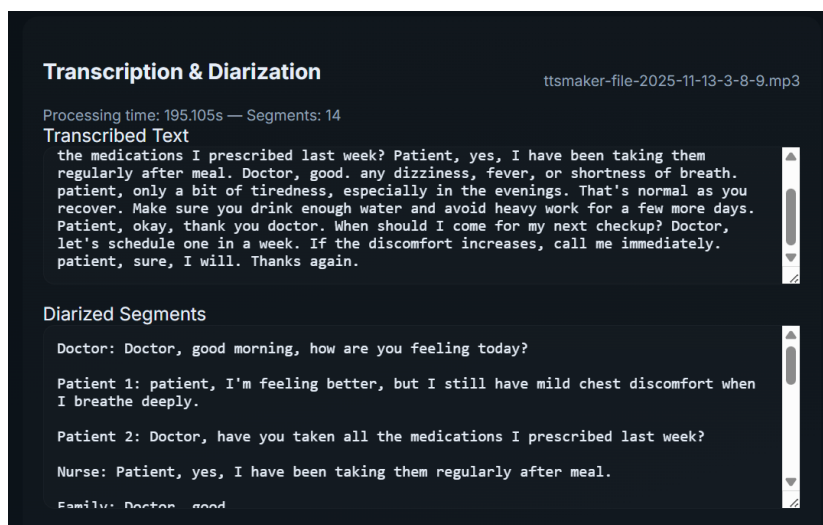 Transcription & Diarization
ttsmaker-file-2025-11-13-3-8-9.mp3
Processing time: 195.105s — Segments: 14
Transcribed Text
the medications I prescribed last week? Patient, yes, I have been taking them
regularly after meal. Doctor, good. any dizziness, fever, or shortness of breath.
patient, only a bit of tiredness, especially in the evenings. That's normal as you
recover. Make sure you drink enough water and avoid heavy work for a few more days.
Patient, okay, thank you doctor. When should I come for my next checkup? Doctor,
let's schedule one in a week. If the discomfort increases, call me immediately.
patient, sure, I will. Thanks again.
Diarized Segments
Doctor: Doctor, good morning, how are you feeling today?
Patient 1: patient, I'm feeling better, but I still have mild chest discomfort when
I breathe deeply.
Patient 2: Doctor, have you taken all the medications I prescribed last week?
Nurse: Patient, yes, I have been taking them regularly after meal.
Family: Doctor, good